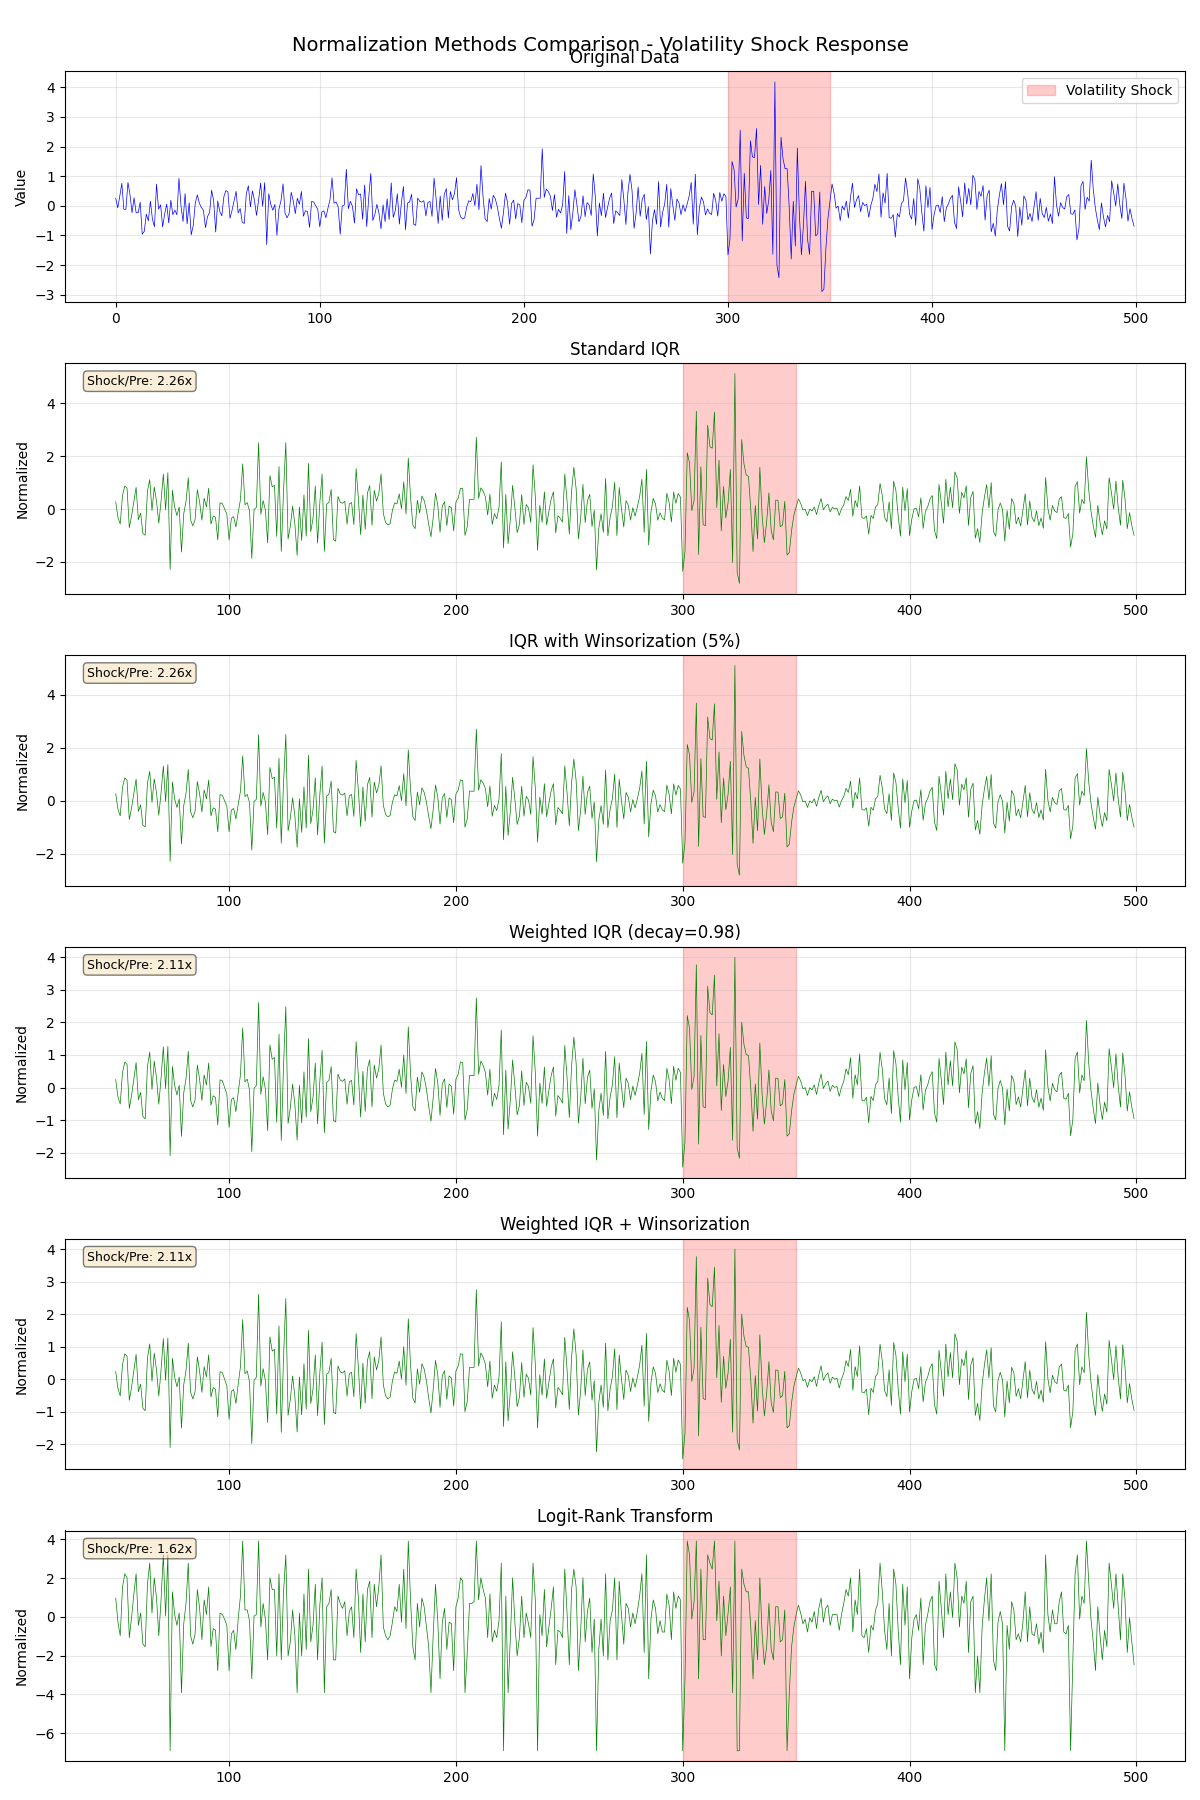 Normalization Methods Comparison - Volatility Shock Response
Original Data
Volatility Shock
Value
4
3
2
1
0
−1
−2
−3
0 100 200 300 400 500
Standard IQR
Shock/Pre: 2.26x
Normalized
4
2
0
−2
100 200 300 400 500
IQR with Winsorization (5%)
Shock/Pre: 2.26x
Normalized
4
2
0
−2
100 200 300 400 500
Weighted IQR (decay=0.98)
Shock/Pre: 2.11x
Normalized
4
3
2
1
0
−1
−2
100 200 300 400 500
Weighted IQR + Winsorization
Shock/Pre: 2.11x
Normalized
4
3
2
1
0
−1
−2
100 200 300 400 500
Logit-Rank Transform
Shock/Pre: 1.62x
Normalized
4
2
0
−2
−4
−6
100 200 300 400 500